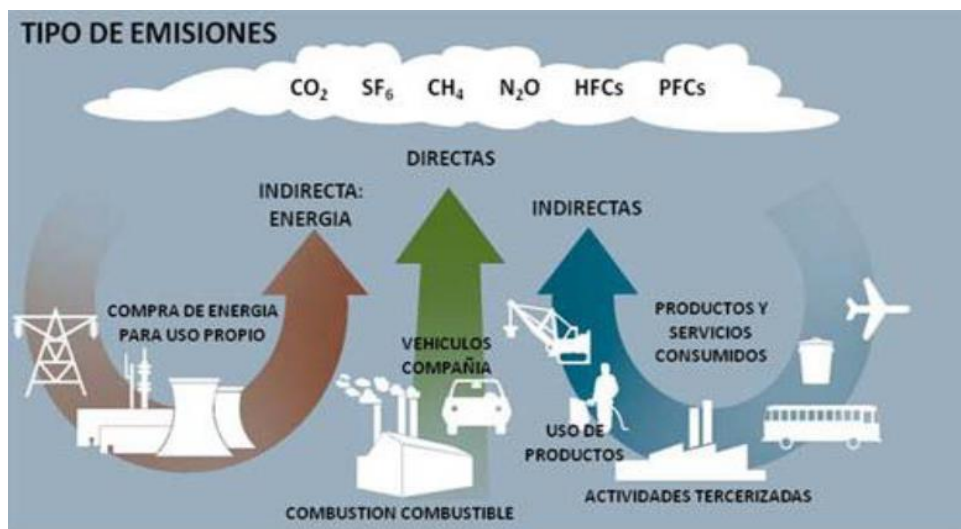 TIPO DE EMISIONES
CO₂ SF₆ CH₄ N₂O HFCs PFCs
DIRECTAS
INDIRECTA:
ENERGIA
INDIRECTAS
COMPRA DE ENERGIA
PARA USO PROPIO
VEHICULOS
COMPAÑIA
PRODUCTOS Y
SERVICIOS
CONSUMIDOS
USO DE
PRODUCTOS
COMBUSTION COMBUSTIBLE
ACTIVIDADES TERCERIZADAS